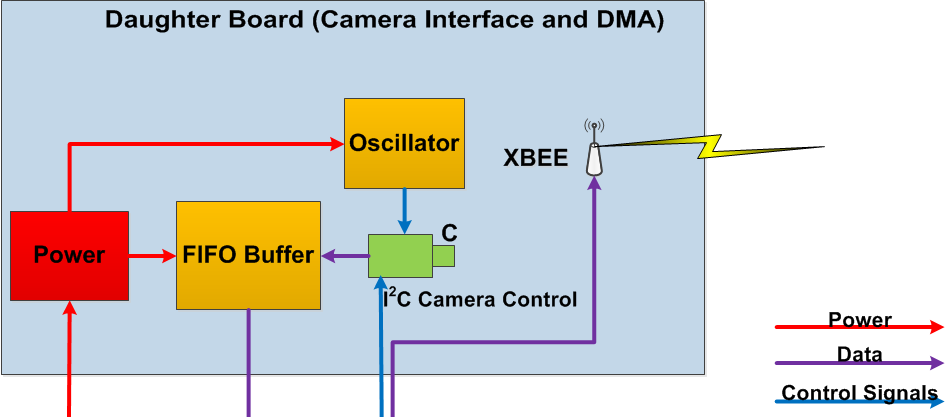 Daughter Board (Camera Interface and DMA)
Oscillator
XBEE
Power
FIFO Buffer
C
I²C Camera Control
Power
Data
Control Signals